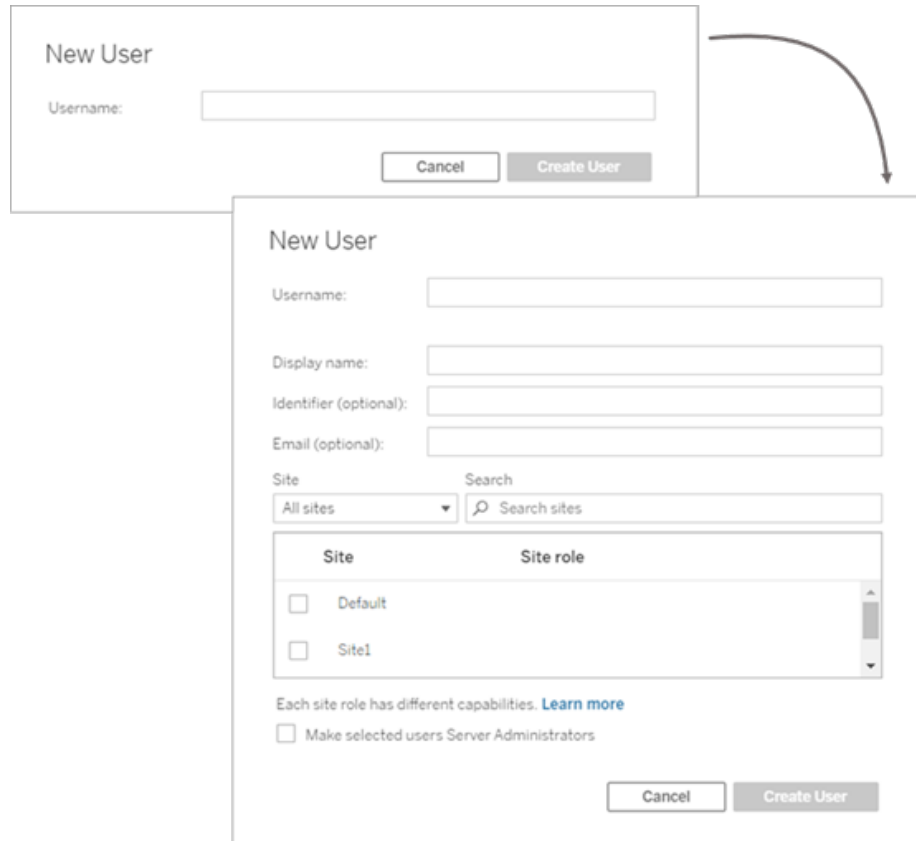 New User
Username:
Cancel Create User
New User
Username:
Display name:
Identifier (optional):
Email (optional):
Site Search
All sites Search sites
Site Site role
Default
Site1
Each site role has different capabilities. Learn more
Make selected users Server Administrators
Cancel Create User